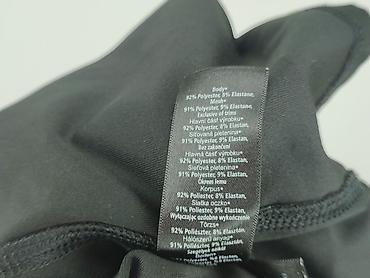 Body•
92% Polyester, 8% Elastane,
Mesh•
91% Polyester, 9% Elastane,
Exclusive of trims
Hlavní část výrobku•
92% Polyester, 8% Elastan,
Síťovaná pletenina•
91% Polyester, 9% Elastan,
Bez zakončení
Hlavná časť výrobku•
92% Polyester, 8% Elastan,
Sieťová pletenina•
91% Polyester, 9% Elastan,
Okrem lemu
Korpus•
92% Poliester, 8% Elastan,
Siatka oczko•
91% Poliester, 9% Elastan,
Wyłączając ozdobne wykończenie
Törzs•
92% Poliészter, 8% Elasztán,
Hálószerű anyag•
91% Poliészter, 9% Elasztán,
Szegélyek nélkül